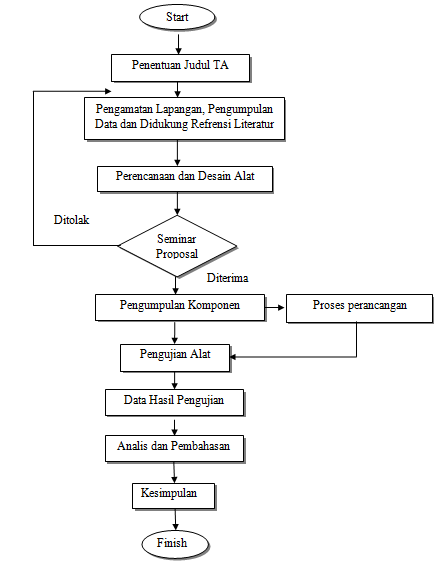 Start
Penentuan Judul TA
Pengamatan Lapangan, Pengumpulan
Data dan Didukung Refrensi Literatur
Perencanaan dan Desain Alat
Ditolak
Seminar
Proposal
Diterima
Pengumpulan Komponen
Proses perancangan
Pengujian Alat
Data Hasil Pengujian
Analis dan Pembahasan
Kesimpulan
Finish